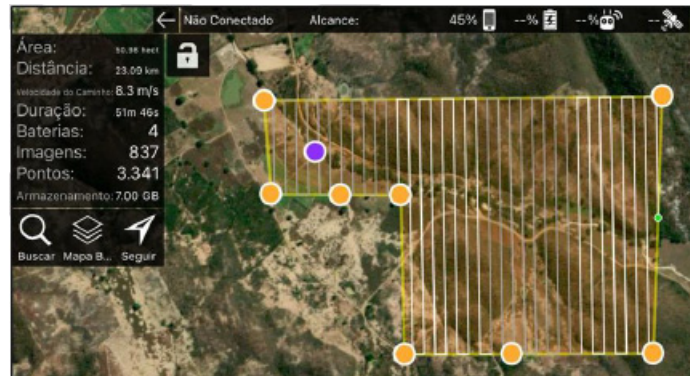 Não Conectado Alcance: 45% --% --% --
Área: 50.96 hect
Distância: 23.09 km
Velocidade do Caminho: 8.3 m/s
Duração: 51m 46s
Baterias: 4
Imagens: 837
Pontos: 3.341
Armazenamento: 7.00 GB
Buscar Mapa B... Seguir